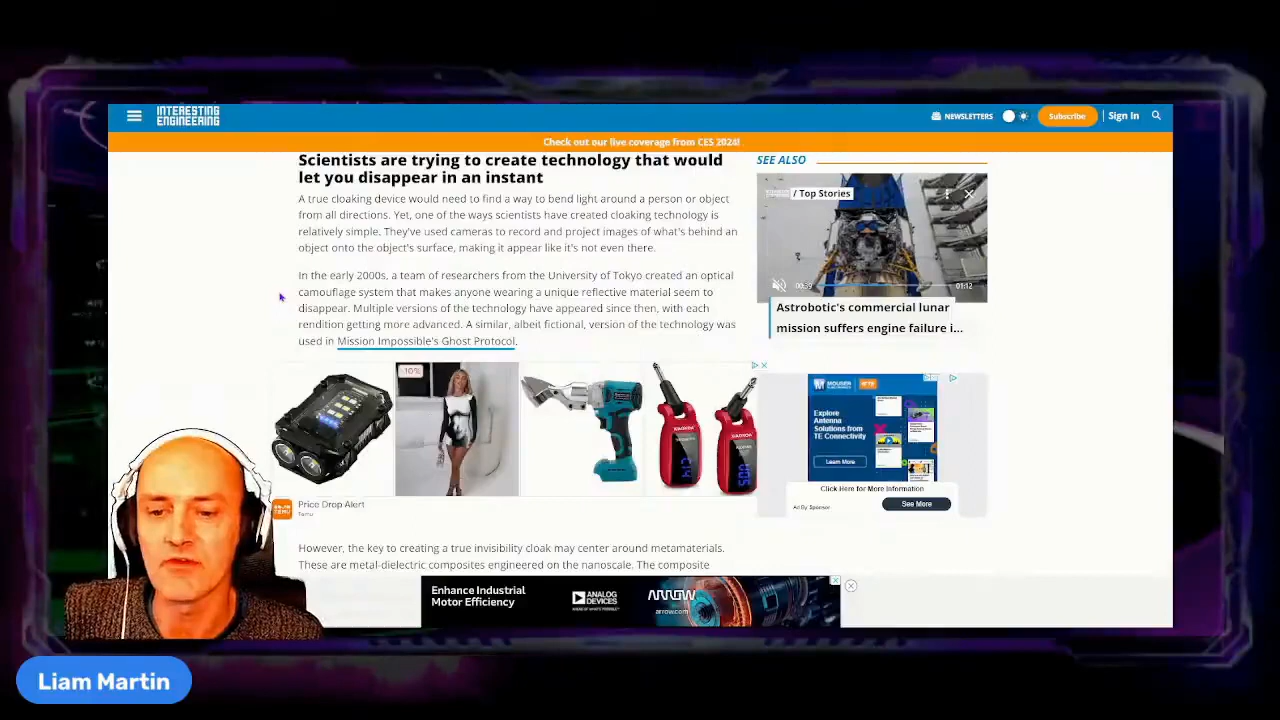 INTERESTING
ENGINEERING
NEWSLETTERS
Subscribe
Sign In
Check out our live coverage from CES 2024!
Scientists are trying to create technology that would
let you disappear in an instant
A true cloaking device would need to find a way to bend light around a person or object
from all directions. Yet, one of the ways scientists have created cloaking technology is
relatively simple. They've used cameras to record and project images of what's behind an
object onto the object's surface, making it appear like it's not even there.
In the early 2000s, a team of researchers from the University of Tokyo created an optical
camouflage system that makes anyone wearing a unique reflective material seem to
disappear. Multiple versions of the technology have appeared since then, with each
rendition getting more advanced. A similar, albeit fictional, version of the technology was
used in Mission Impossible's Ghost Protocol.
SEE ALSO
/ Top Stories
00:39
01:12
Astrobotic's commercial lunar
mission suffers engine failure i...
-10%
Price Drop Alert
Temu
MOUSER
Explore
Antenna
Solutions from
TE Connectivity
Learn More
Click Here for More Information
Ad By Sponsor
See More
However, the key to creating a true invisibility cloak may center around metamaterials.
These are metal-dielectric composites engineered on the nanoscale. The composite
Enhance Industrial
Motor Efficiency
ANALOG
DEVICES
AHEAD OF WHAT'S POSSIBLE
ARROW
arrow.com
Liam Martin